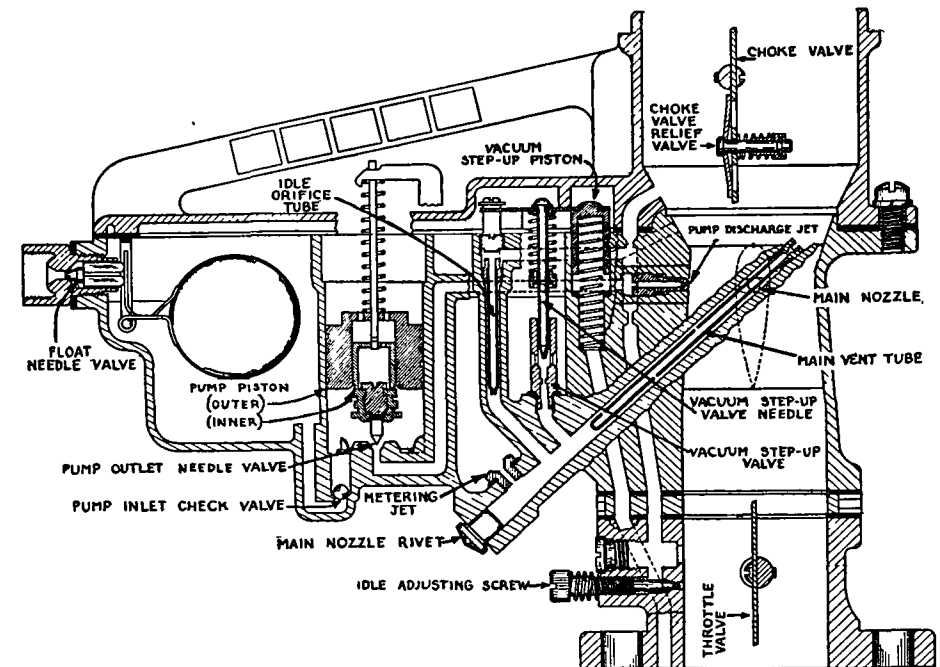 CHOKE VALVE
CHOKE
VALVE
RELIEF
VALVE
VACUUM
STEP-UP PISTON
IDLE
ORIFICE
TUBE
PUMP DISCHARGE JET
MAIN NOZZLE
MAIN VENT TUBE
FLOAT
NEEDLE VALVE
PUMP PISTON
(OUTER)
(INNER)
VACUUM STEP-UP
VALVE NEEDLE
VACUUM STEP-UP
VALVE
PUMP OUTLET NEEDLE VALVE
PUMP INLET CHECK VALVE
METERING
JET
MAIN NOZZLE RIVET
IDLE ADJUSTING SCREW
THROTTLE
VALVE